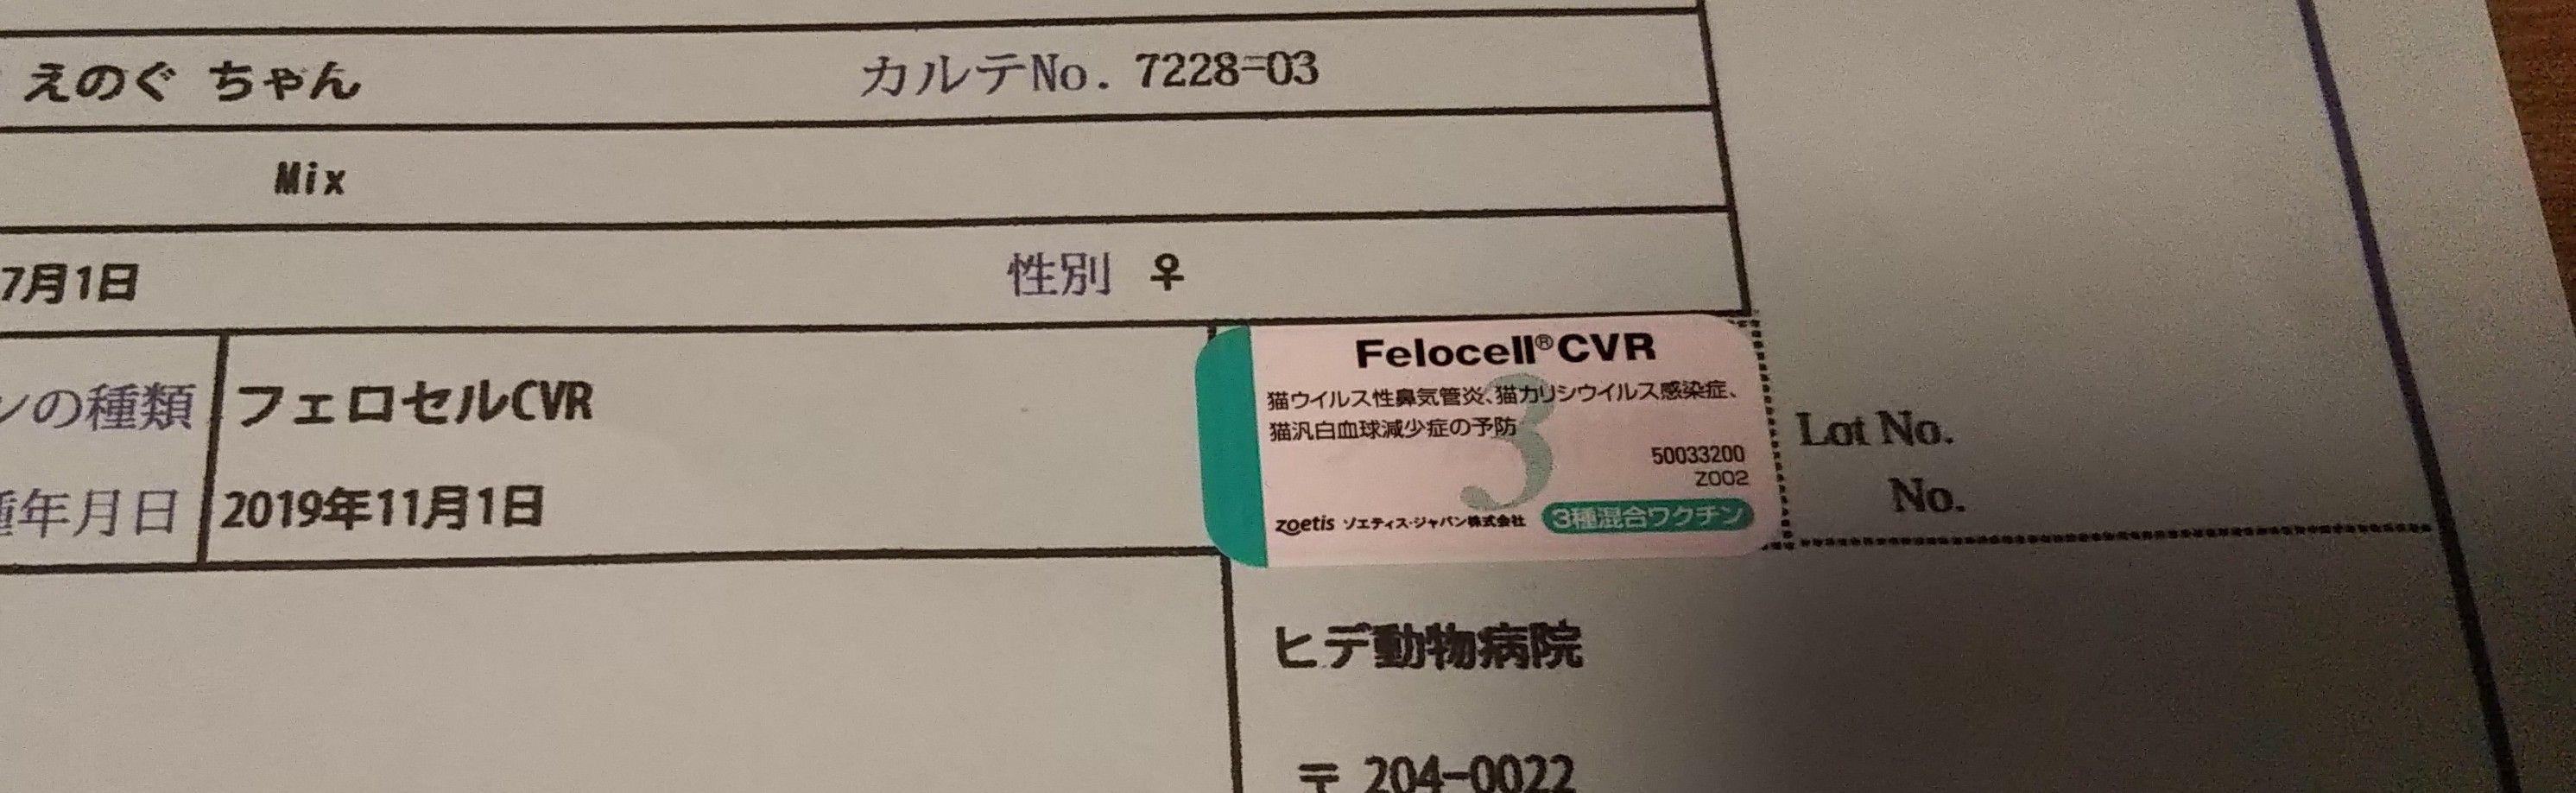 えのぐ ちゃん カルテNo. 7228=03
Mix
7月1日 性別 ♀
ンの種類 フェロセルCVR
Felocell®CVR
猫ウイルス性鼻気管炎、猫カリシウイルス感染症、
猫汎白血球減少症の予防
3
50033200
Z002
zoetis ゾエティス・ジャパン株式会社 3種混合ワクチン
Lot No.
No.
種年月日 2019年11月1日
ヒデ動物病院
〒 204-0022